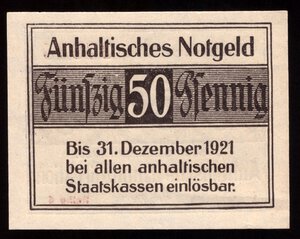 Anhaltisches Notgeld
Fünfzig 50 Pfennig
Bis 31. Dezember 1921
bei allen anhaltischen
Staatskassen einlösbar.